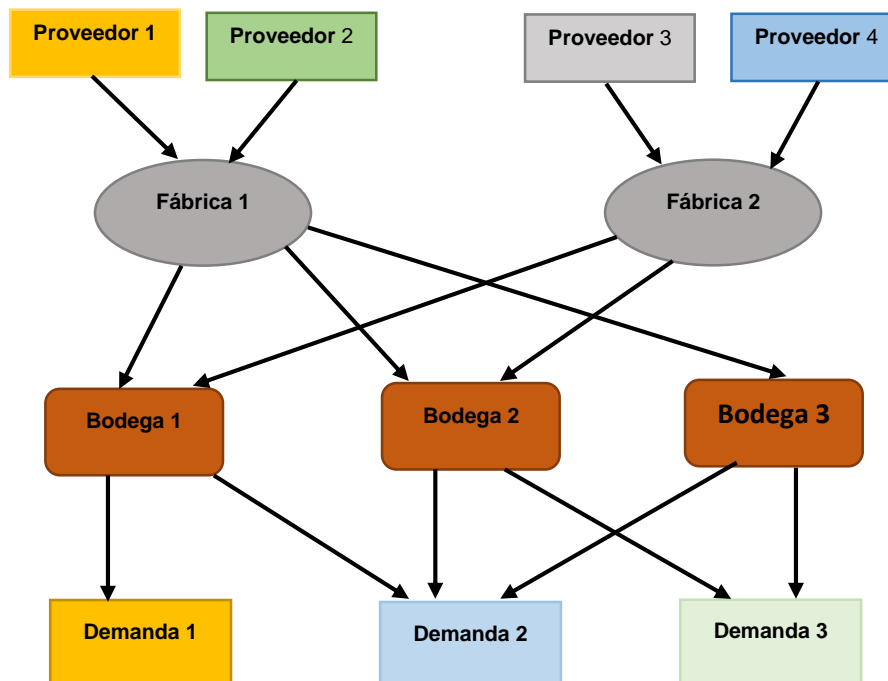 Proveedor 1
Proveedor 2
Proveedor 3
Proveedor 4
Fábrica 1
Fábrica 2
Bodega 1
Bodega 2
Bodega 3
Demanda 1
Demanda 2
Demanda 3